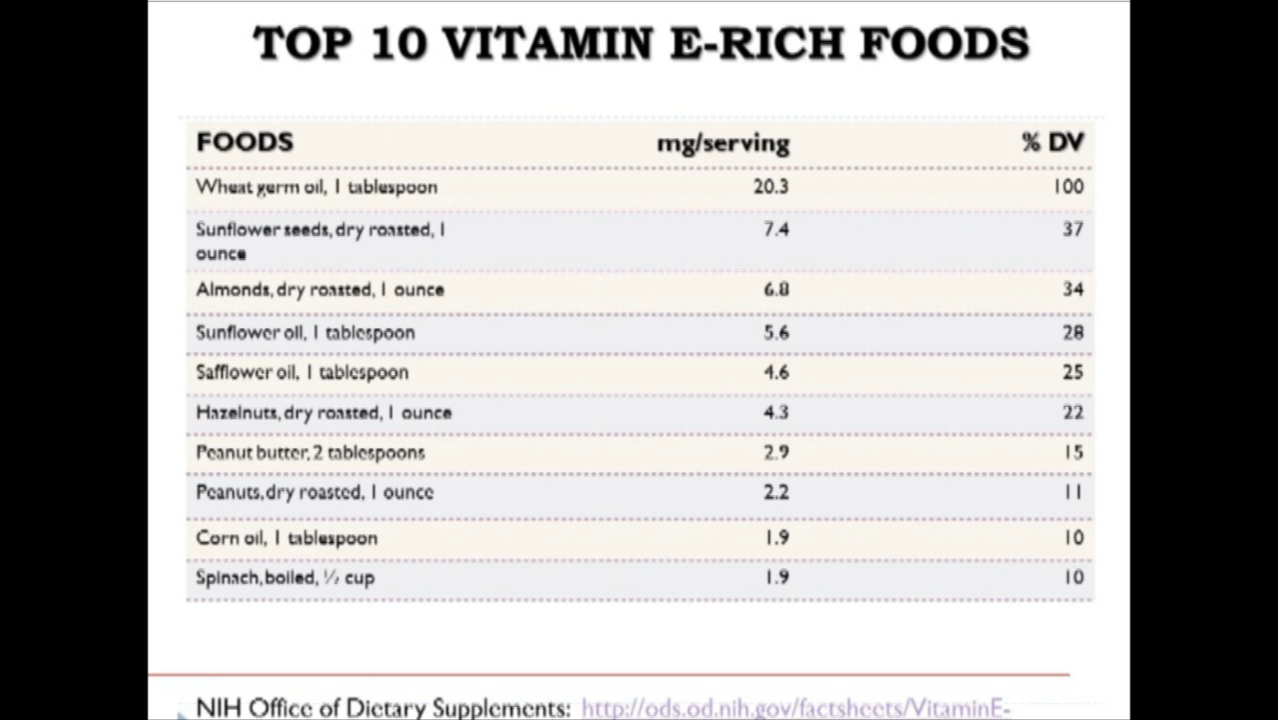 TOP 10 VITAMIN E-RICH FOODS
FOODS mg/serving % DV
Wheat germ oil, 1 tablespoon 20.3 100
Sunflower seeds, dry roasted, 1 7.4 37
ounce
Almonds, dry roasted, 1 ounce 6.8 34
Sunflower oil, 1 tablespoon 5.6 28
Safflower oil, 1 tablespoon 4.6 25
Hazelnuts, dry roasted, 1 ounce 4.3 22
Peanut butter, 2 tablespoons 2.9 15
Peanuts, dry roasted, 1 ounce 2.2 11
Corn oil, 1 tablespoon 1.9 10
Spinach, boiled, ½ cup 1.9 10
NIH Office of Dietary Supplements: http://ods.od.nih.gov/factsheets/VitaminE-